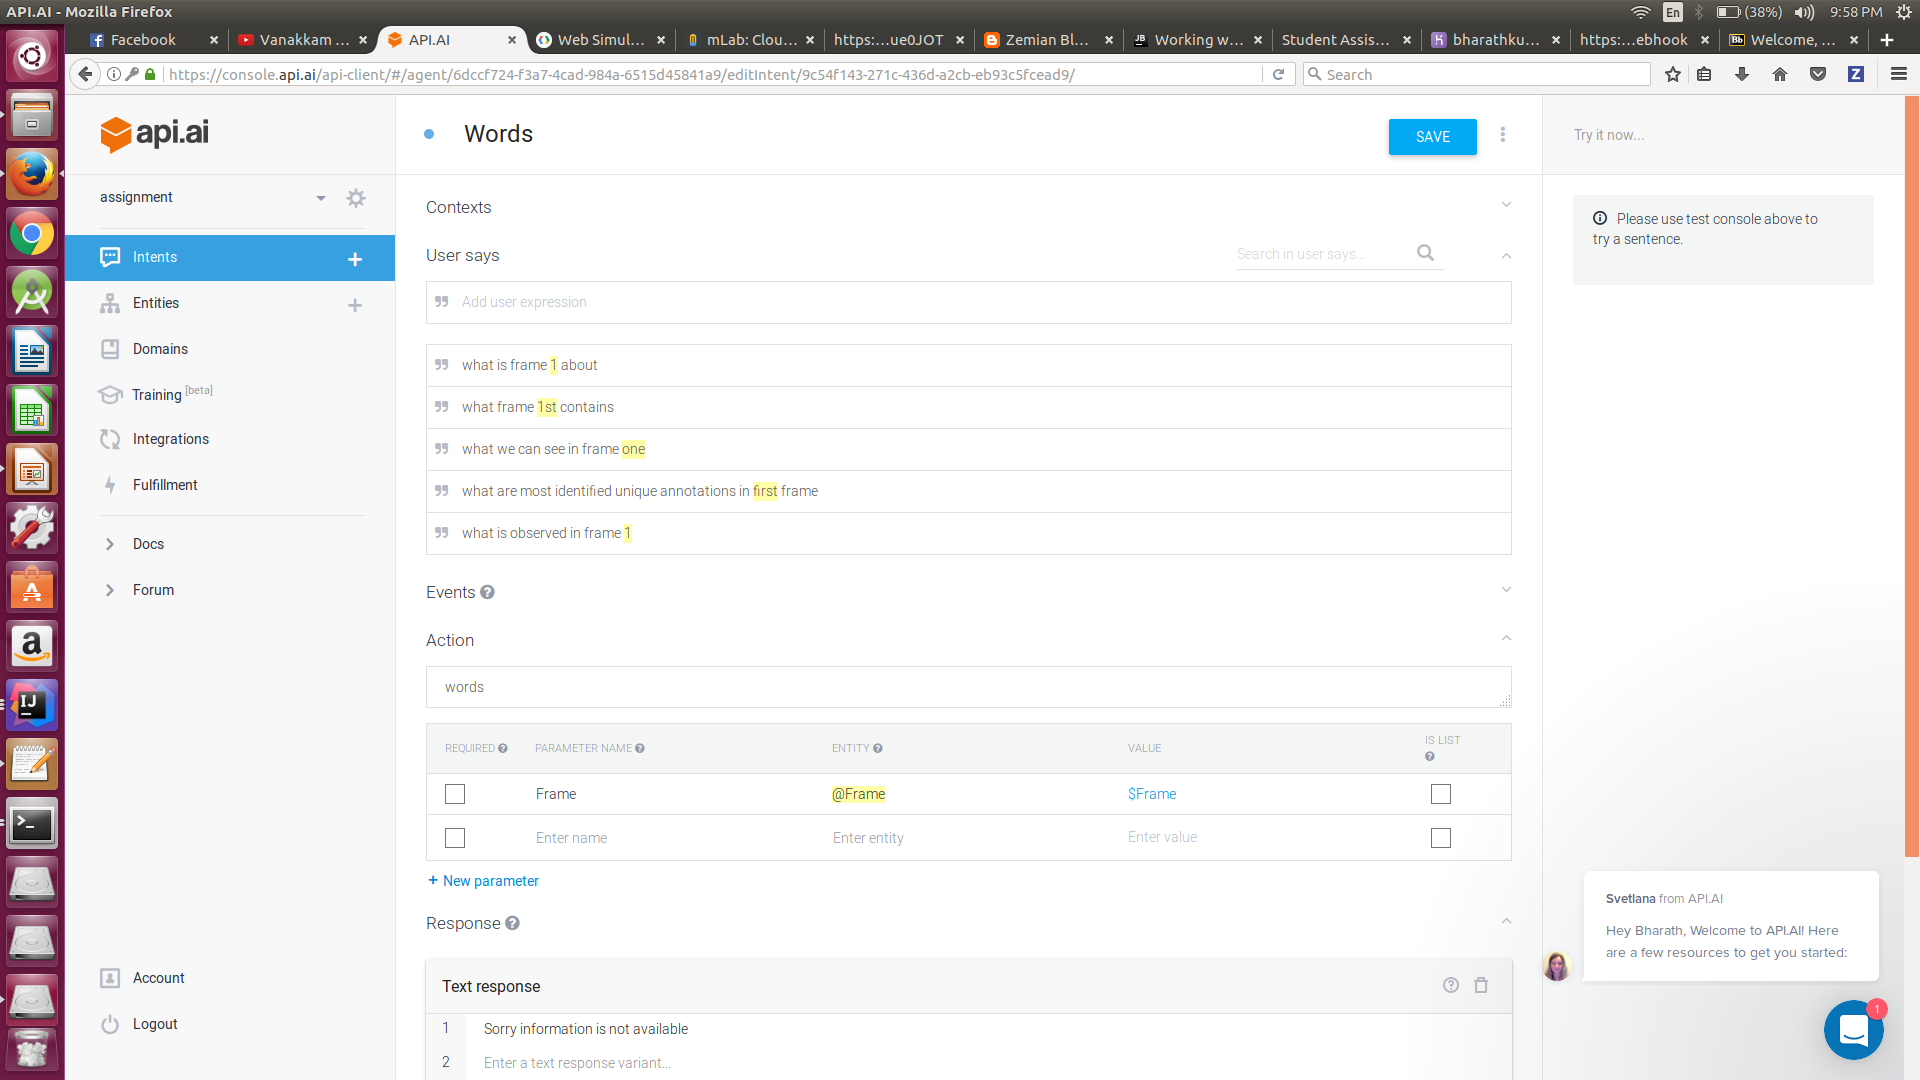 API.AI - Mozilla Firefox
En (38%) 9:58 PM
Facebook × Vanakkam ... × API.AI × Web Simul... × mLab: Clou... × https:...ue0JOT × Zemian Bl... × Working w... × Student Assis... × bharathku... × https:...ebhook × Welcome, ... × +
https://console.api.ai/api-client/#/agent/6dccf724-f3a7-4cad-984a-6515d45841a9/editIntent/9c54f143-271c-436d-a2cb-eb93c5fcead9/
Search
api.ai
assignment
Intents +
Entities +
Domains
Training [beta]
Integrations
Fulfillment
Docs
Forum
Account
Logout
Words
SAVE
Contexts
User says
Search in user says...
Add user expression
what is frame 1 about
what frame 1st contains
what we can see in frame one
what are most identified unique annotations in first frame
what is observed in frame 1
Events
Action
words
REQUIRED PARAMETER NAME ENTITY VALUE IS LIST
Frame @Frame $Frame
Enter name Enter entity Enter value
+ New parameter
Response
Text response
1 Sorry information is not available
2 Enter a text response variant...
Try it now...
Please use test console above to
try a sentence.
Svetlana from API.AI
Hey Bharath, Welcome to API.AI! Here
are a few resources to get you started:
1